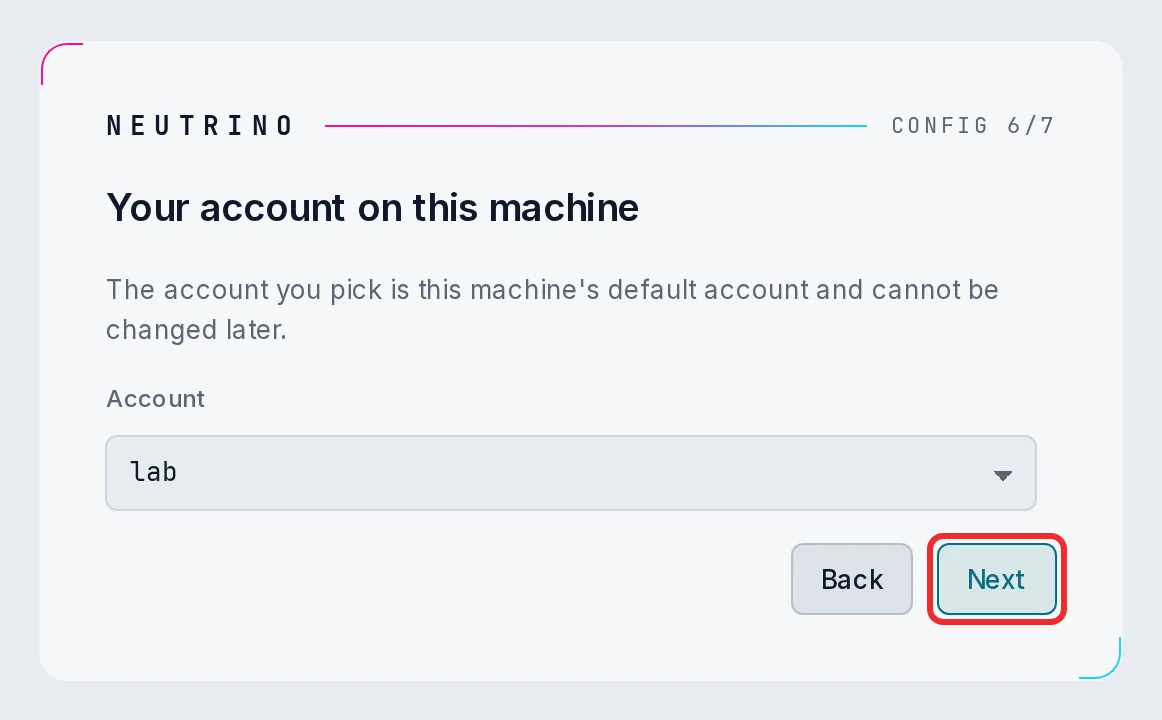 NEUTRINO CONFIG 6/7
Your account on this machine
The account you pick is this machine's default account and cannot be
changed later.
Account
lab
Back Next